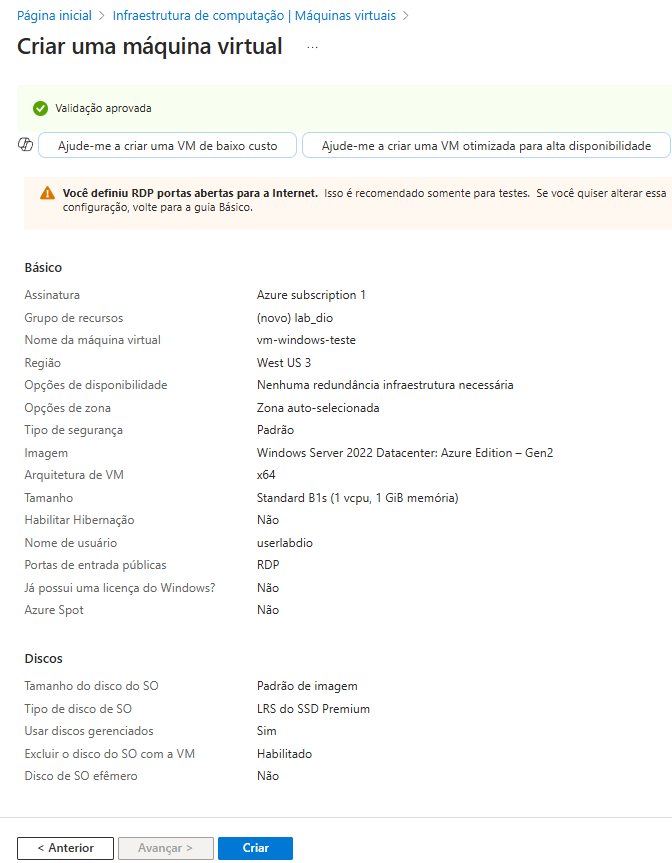 Página inicial > Infraestrutura de computação | Máquinas virtuais >
Criar uma máquina virtual ...
Validação aprovada
Ajude-me a criar uma VM de baixo custo Ajude-me a criar uma VM otimizada para alta disponibilidade
Você definiu RDP portas abertas para a Internet. Isso é recomendado somente para testes. Se você quiser alterar essa
configuração, volte para a guia Básico.
Básico
Assinatura Azure subscription 1
Grupo de recursos (novo) lab_dio
Nome da máquina virtual vm-windows-teste
Região West US 3
Opções de disponibilidade Nenhuma redundância infraestrutura necessária
Opções de zona Zona auto-selecionada
Tipo de segurança Padrão
Imagem Windows Server 2022 Datacenter: Azure Edition – Gen2
Arquitetura de VM x64
Tamanho Standard B1s (1 vcpu, 1 GiB memória)
Habilitar Hibernação Não
Nome de usuário userlabdio
Portas de entrada públicas RDP
Já possui uma licença do Windows? Não
Azure Spot Não
Discos
Tamanho do disco do SO Padrão de imagem
Tipo de disco de SO LRS do SSD Premium
Usar discos gerenciados Sim
Excluir o disco do SO com a VM Habilitado
Disco de SO efêmero Não
< Anterior Avançar > Criar